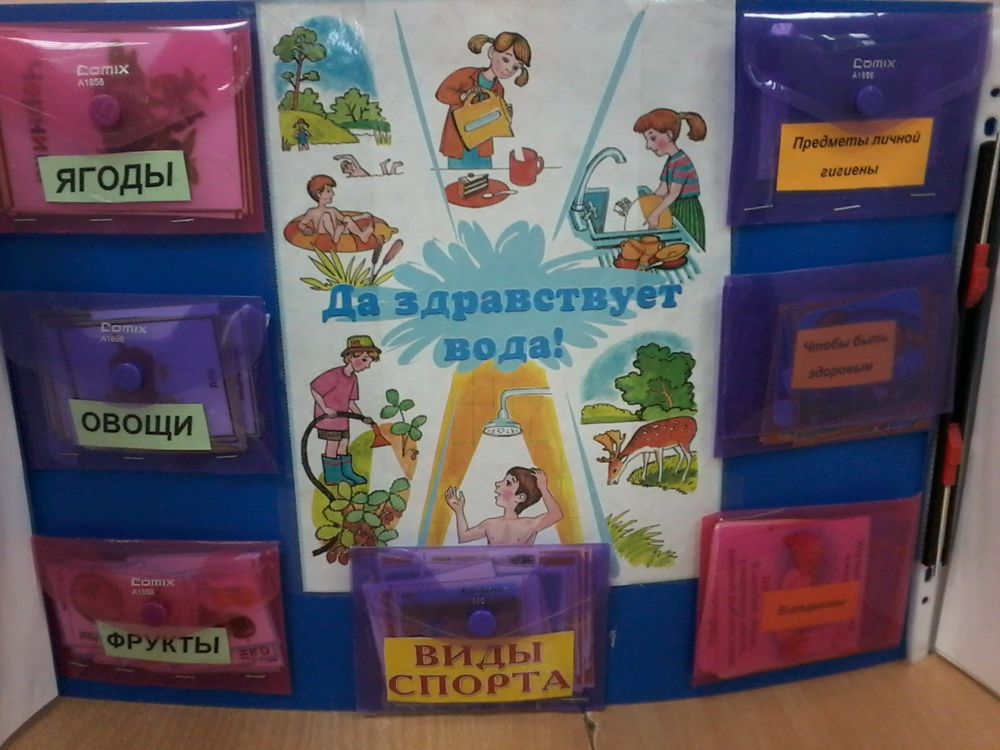 Comix
A1856
ЯГОДЫ
Comix
A1856
ОВОЩИ
Comix
A1856
ФРУКТЫ
Да здравствует
вода!
Comix
ВИДЫ
СПОРТА
Comix
A1856
Предметы личной
гигиены
Чтобы быть
здоровым
Витамины